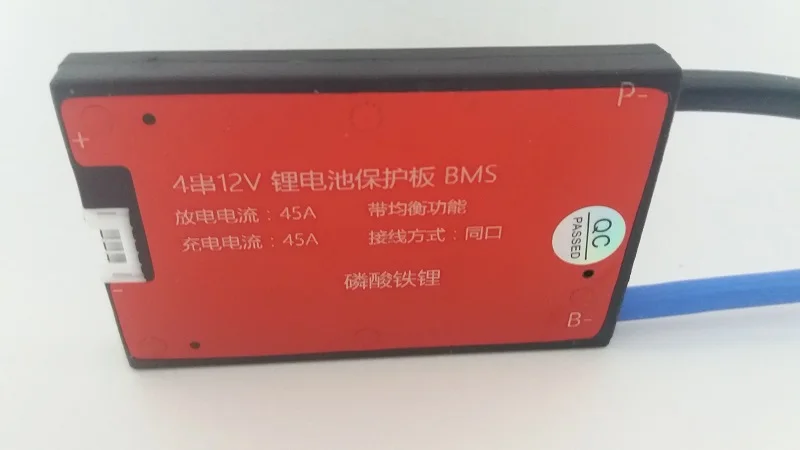 P-
+
4串12V 锂电池保护板 BMS
放电电流：45A 带均衡功能
充电电流：45A 接线方式：同口
QC
PASSED
磷酸铁锂
-
B-